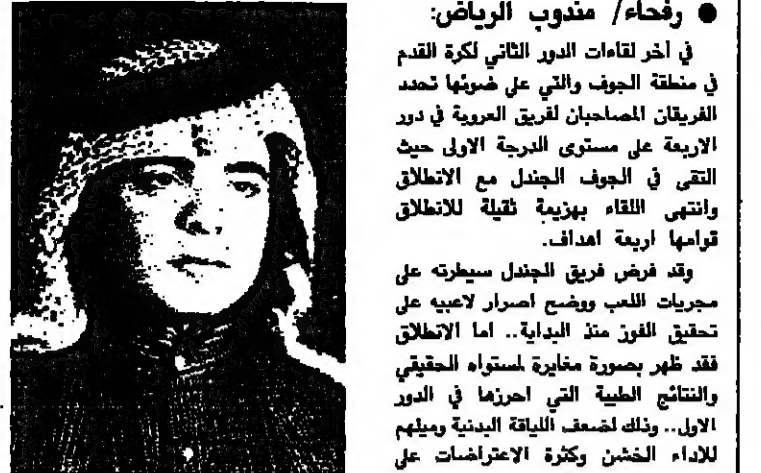 ● رفحاء/ مندوب الرياض:
في أخر لقاءات الدور الثاني لكرة القدم
في منطقة الجوف والتي على ضوئها تحدد
الفريقان المصاحبان لفريق العروبة في دور
الاربعة على مستوى الدرجة الاولى حيث
التقى في الجوف الجندل مع الانطلاق
وانتهى اللقاء بهزيمة ثقيلة للانطلاق
قوامها اربعة اهداف.
وقد فرض فريق الجندل سيطرته على
مجريات اللعب ووضع اصرار لاعبيه على
تحقيق الفوز منذ البداية.. اما الانطلاق
فقد ظهر بصورة مغايرة لمستواه الحقيقي
والنتائج الطيبة التي احرزها في الدور
الاول.. وذلك لضعف اللياقة البدنية وميلهم
للاداء الخشن وكثرة الاعتراضات على